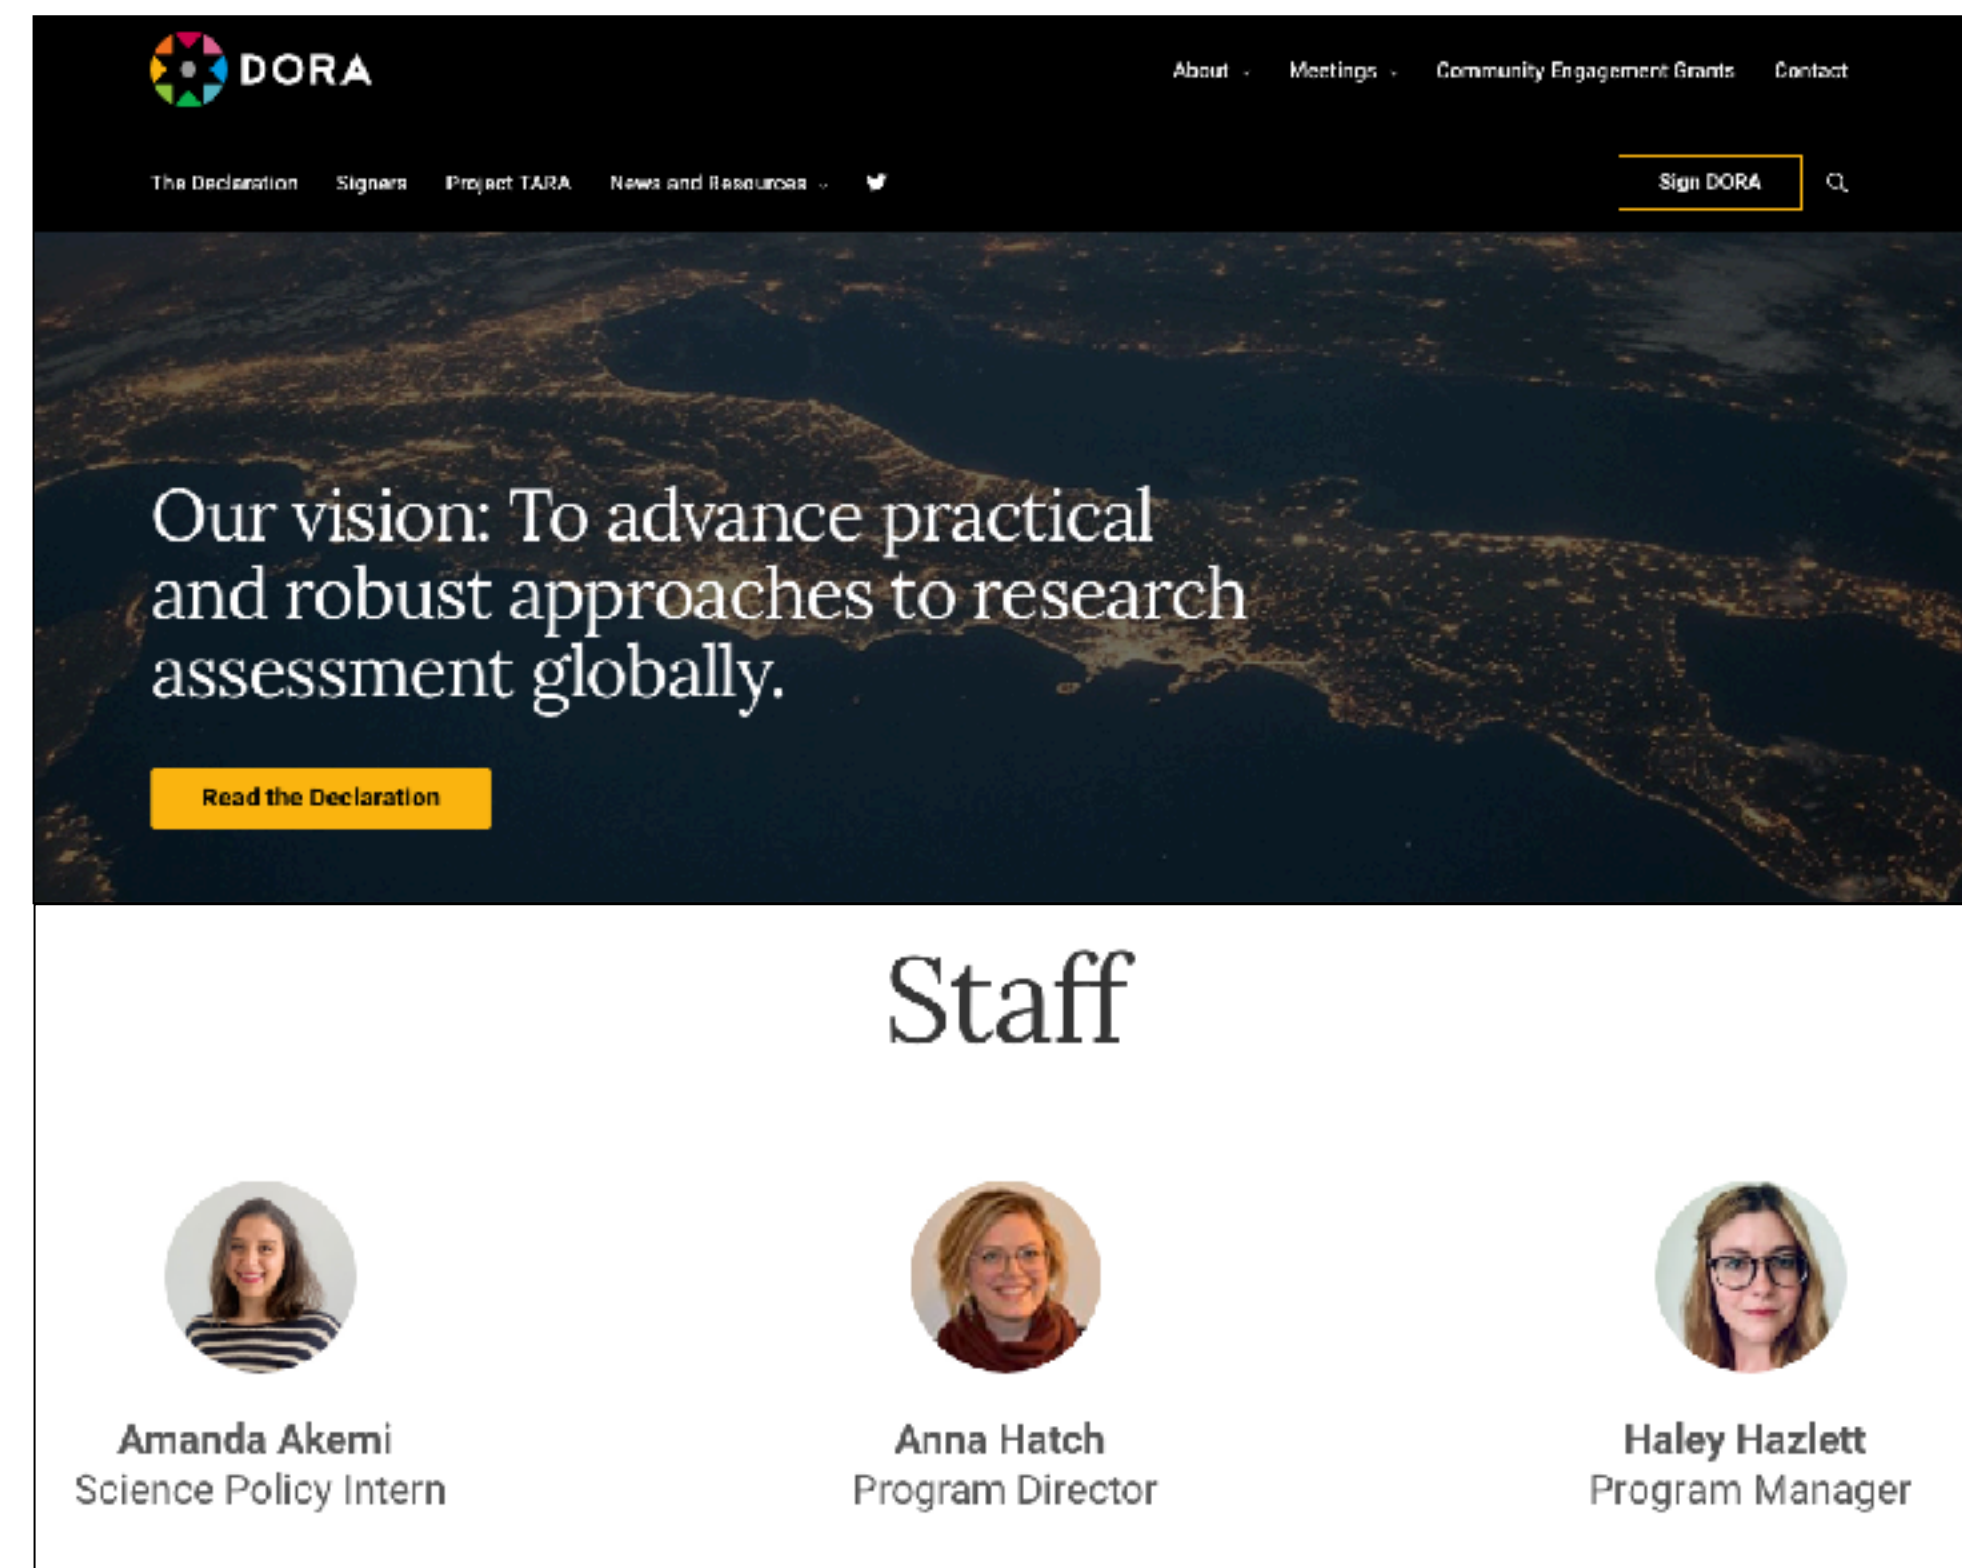 DORA
About
Meetings
Community Engagement Grants
Contact
The Declaration
Signers
Project TARA
News and Resources
Sign DORA
Our vision: To advance practical
and robust approaches to research
assessment globally.
Read the Declaration
Staff
Amanda Akemi
Science Policy Intern
Anna Hatch
Program Director
Haley Hazlett
Program Manager